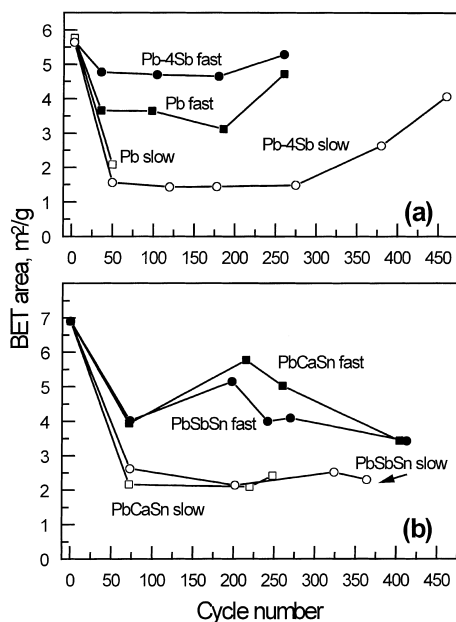 6
5
4
3
2
1
0
Pb-4Sb fast
Pb fast
Pb slow
Pb-4Sb slow
(a)
0 50 100 150 200 250 300 350 400 450
BET area, m²/g
7
6
5
4
3
2
1
0
PbCaSn fast
PbSbSn fast
PbSbSn slow
PbCaSn slow
(b)
0 50 100 150 200 250 300 350 400 450
Cycle number